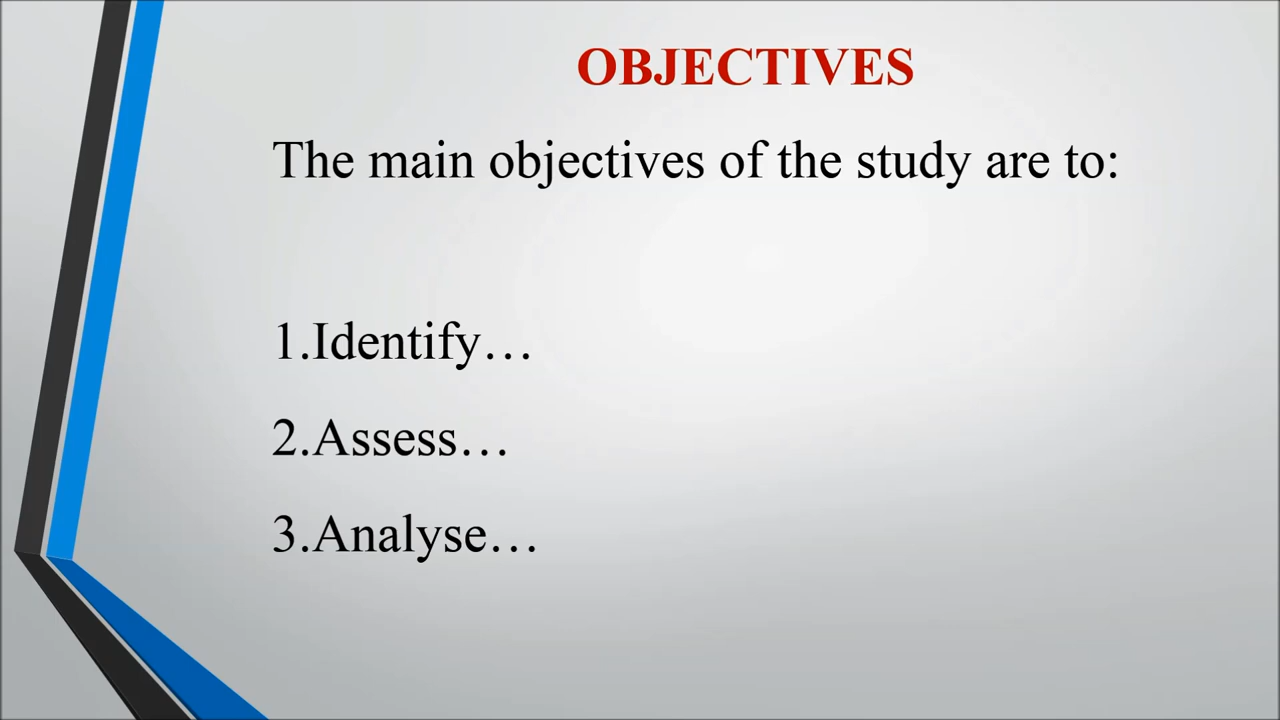 OBJECTIVES
The main objectives of the study are to:
1.Identify…
2.Assess…
3.Analyse…